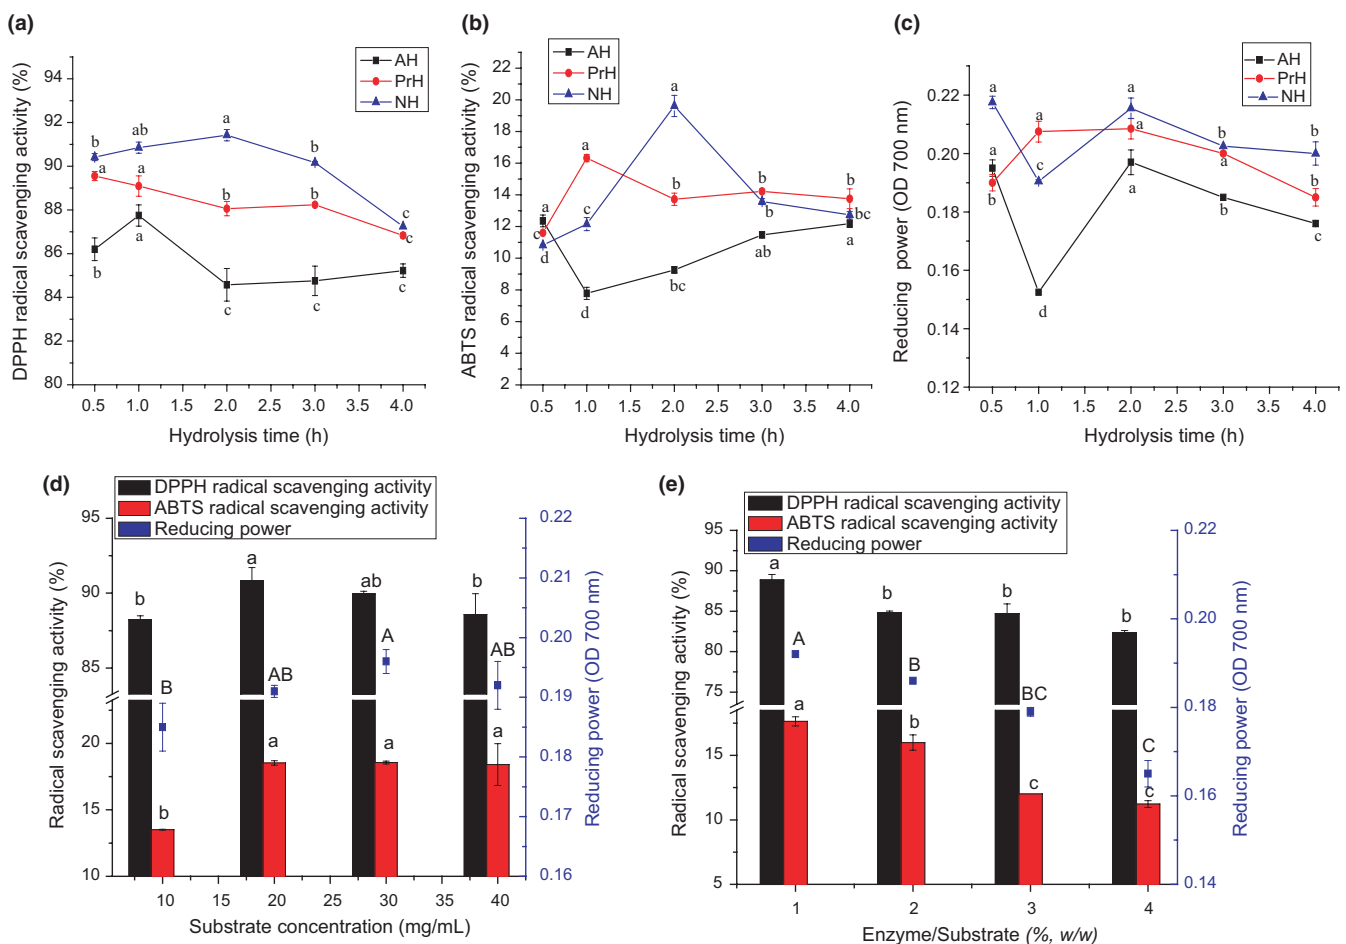 (a)
AH
PrH
NH
DPPH radical scavenging activity (%)
94
92
90
88
86
84
82
80
b
ab
a
b
c
a
a
b
b
c
b
a
c
c
c
0.5 1.0 1.5 2.0 2.5 3.0 3.5 4.0
Hydrolysis time (h)
(b)
AH
PrH
NH
ABTS radical scavenging activity (%)
22
20
18
16
14
12
10
8
6
4
2
a
a
a
b
b
b
c
c
b
bc
d
d
bc
ab
a
0.5 1.0 1.5 2.0 2.5 3.0 3.5 4.0
Hydrolysis time (h)
(c)
AH
PrH
NH
Reducing power (OD 700 nm)
0.22
0.20
0.18
0.16
0.14
0.12
a
a
a
b
b
a
c
a
a
b
b
d
a
b
c
0.5 1.0 1.5 2.0 2.5 3.0 3.5 4.0
Hydrolysis time (h)
(d)
DPPH radical scavenging activity
ABTS radical scavenging activity
Reducing power
Radical scavenging activity (%)
95
90
85
20
15
10
b
a
ab
b
B
AB
A
AB
b
a
a
a
0.22
0.21
0.20
0.19
0.18
0.17
0.16
Reducing power (OD 700 nm)
10 15 20 25 30 35 40
Substrate concentration (mg/mL)
(e)
DPPH radical scavenging activity
ABTS radical scavenging activity
Reducing power
Radical scavenging activity (%)
95
90
85
80
75
15
10
5
a
b
b
b
A
B
BC
C
a
b
c
c
0.22
0.20
0.18
0.16
0.14
Reducing power (OD 700 nm)
1 2 3 4
Enzyme/Substrate (%, w/w)